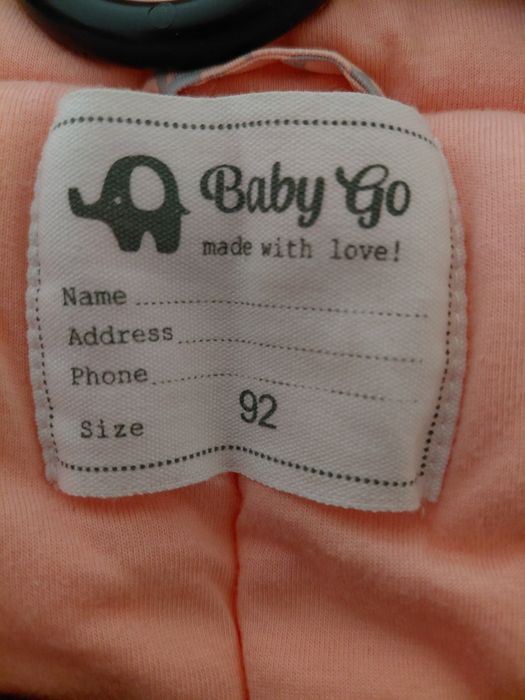 Baby Go
made with love!
Name
Address
Phone
Size 92